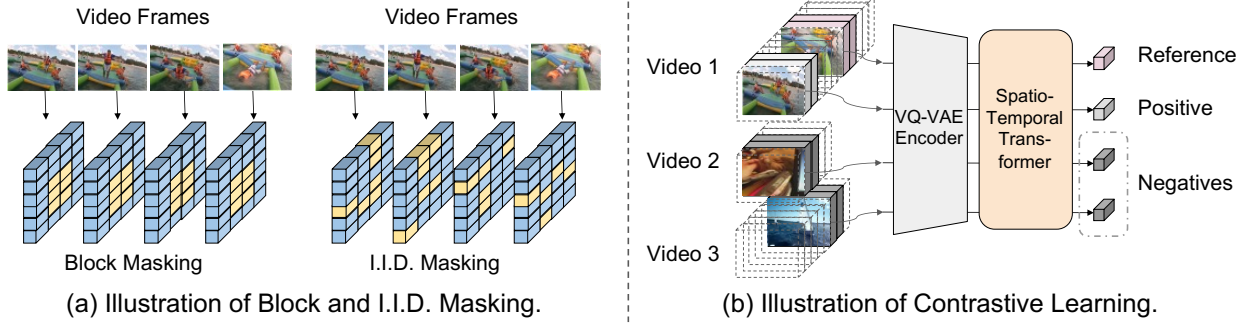 Video Frames
Video Frames
Block Masking
I.I.D. Masking
(a) Illustration of Block and I.I.D. Masking.
Video 1
Video 2
Video 3
VQ-VAE
Encoder
Spatio-
Temporal
Trans-
former
Reference
Positive
Negatives
(b) Illustration of Contrastive Learning.